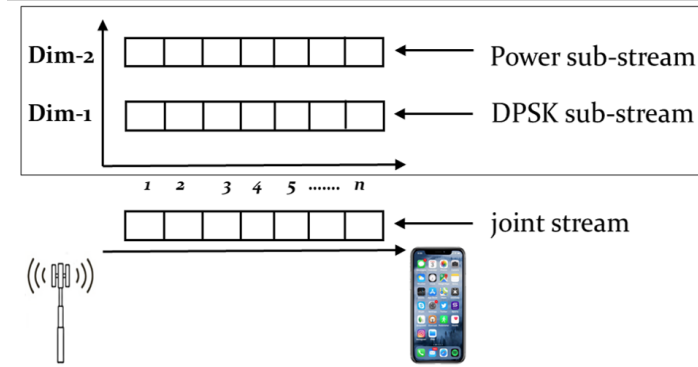 Dim-2
Power sub-stream
Dim-1
DPSK sub-stream
1 2 3 4 5 ....... n
joint stream